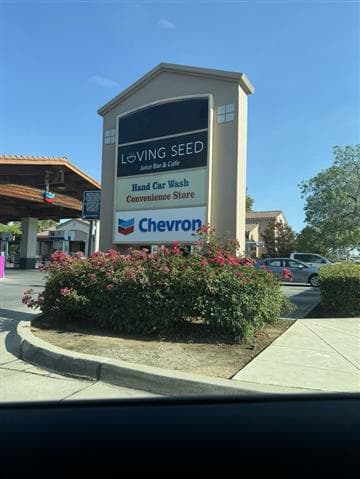 LOVING SEED
Juice Bar & Cafe
Hand Car Wash
Convenience Store
Chevron